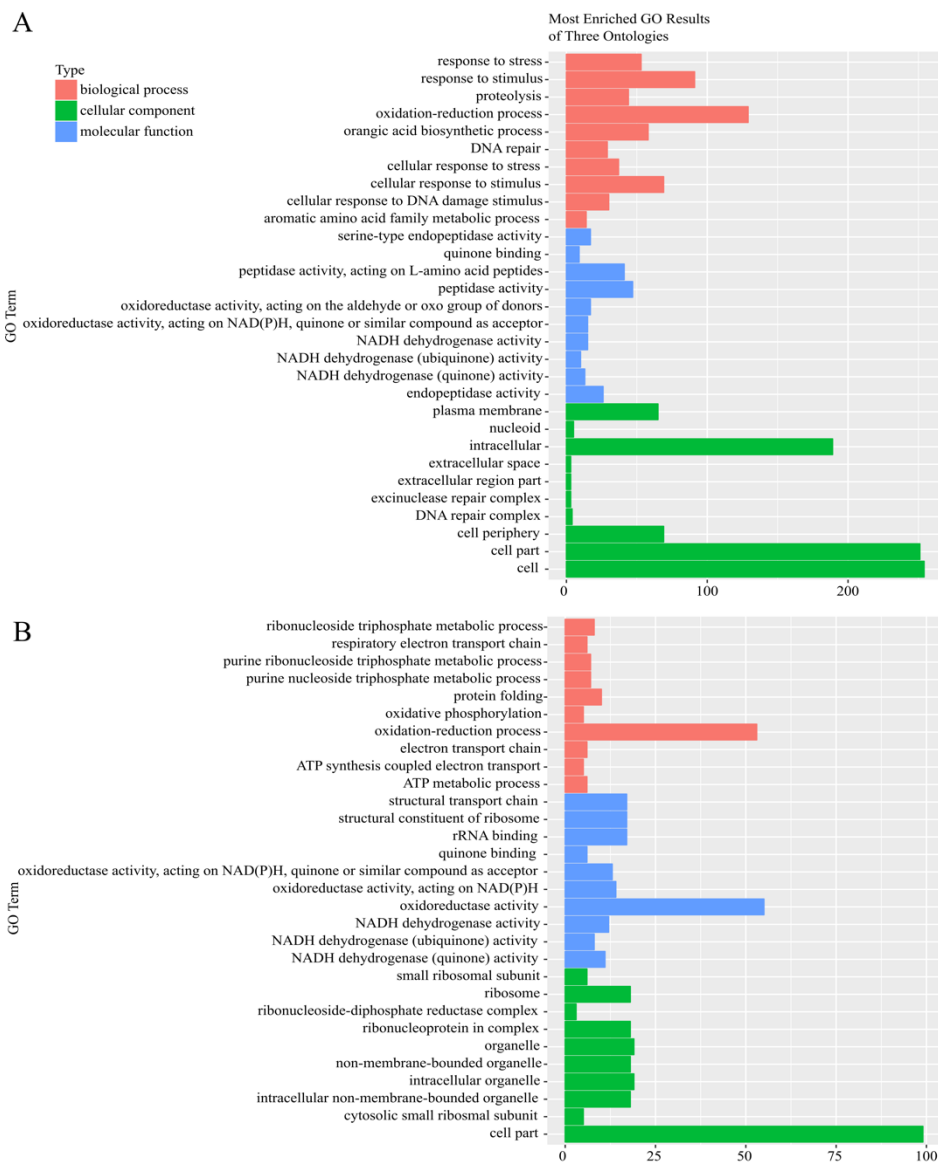 A
Most Enriched GO Results
of Three Ontologies
Type
biological process
cellular component
molecular function
response to stress
response to stimulus
proteolysis
oxidation-reduction process
orangic acid biosynthetic process
DNA repair
cellular response to stress
cellular response to stimulus
cellular response to DNA damage stimulus
aromatic amino acid family metabolic process
serine-type endopeptidase activity
quinone binding
peptidase activity, acting on L-amino acid peptides
peptidase activity
oxidoreductase activity, acting on the aldehyde or oxo group of donors
oxidoreductase activity, acting on NAD(P)H, quinone or similar compound as acceptor
NADH dehydrogenase activity
NADH dehydrogenase (ubiquinone) activity
NADH dehydrogenase (quinone) activity
endopeptidase activity
plasma membrane
nucleoid
intracellular
extracellular space
extracellular region part
excinuclease repair complex
DNA repair complex
cell periphery
cell part
cell
GO Term
0 100 200
B
ribonucleoside triphosphate metabolic process
respiratory electron transport chain
purine ribonucleoside triphosphate metabolic process
purine nucleoside triphosphate metabolic process
protein folding
oxidative phosphorylation
oxidation-reduction process
electron transport chain
ATP synthesis coupled electron transport
ATP metabolic process
structural transport chain
structural constituent of ribosome
rRNA binding
quinone binding
oxidoreductase activity, acting on NAD(P)H, quinone or similar compound as acceptor
oxidoreductase activity, acting on NAD(P)H
oxidoreductase activity
NADH dehydrogenase activity
NADH dehydrogenase (ubiquinone) activity
NADH dehydrogenase (quinone) activity
small ribosomal subunit
ribosome
ribonucleoside-diphosphate reductase complex
ribonucleoprotein in complex
organelle
non-membrane-bounded organelle
intracellular organelle
intracellular non-membrane-bounded organelle
cytosolic small ribosmal subunit
cell part
GO Term
0 25 50 75 100